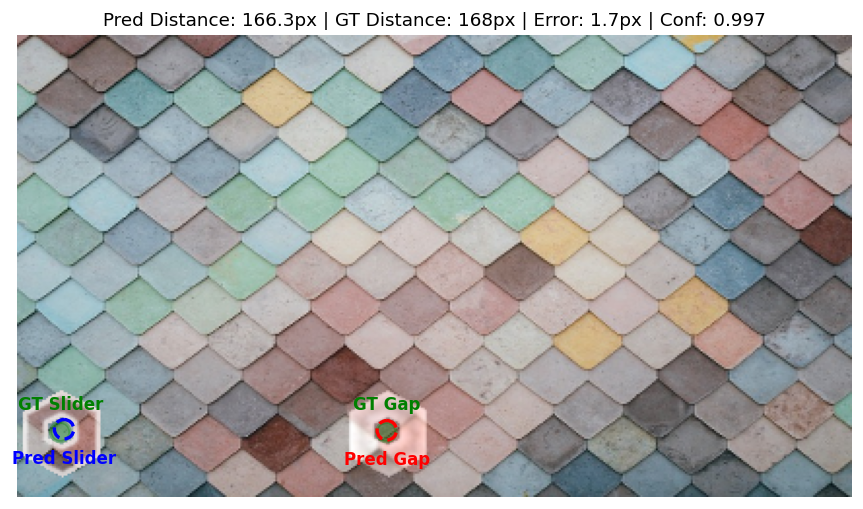 Pred Distance: 166.3px | GT Distance: 168px | Error: 1.7px | Conf: 0.997
GT Slider
GT Gap
Pred Slider
Pred Gap